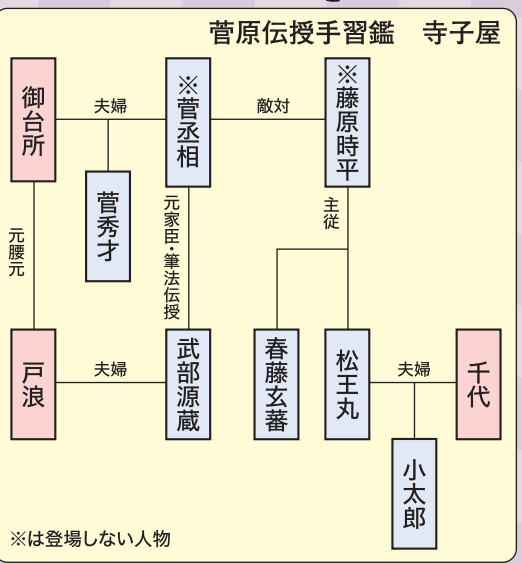 菅原伝授手習鑑　寺子屋
御台所
夫婦
※菅丞相
敵対
※藤原時平
菅秀才
元腰元
元家臣・筆法伝授
主従
戸浪
夫婦
武部源蔵
春藤玄蕃
松王丸
夫婦
千代
小太郎
※は登場しない人物